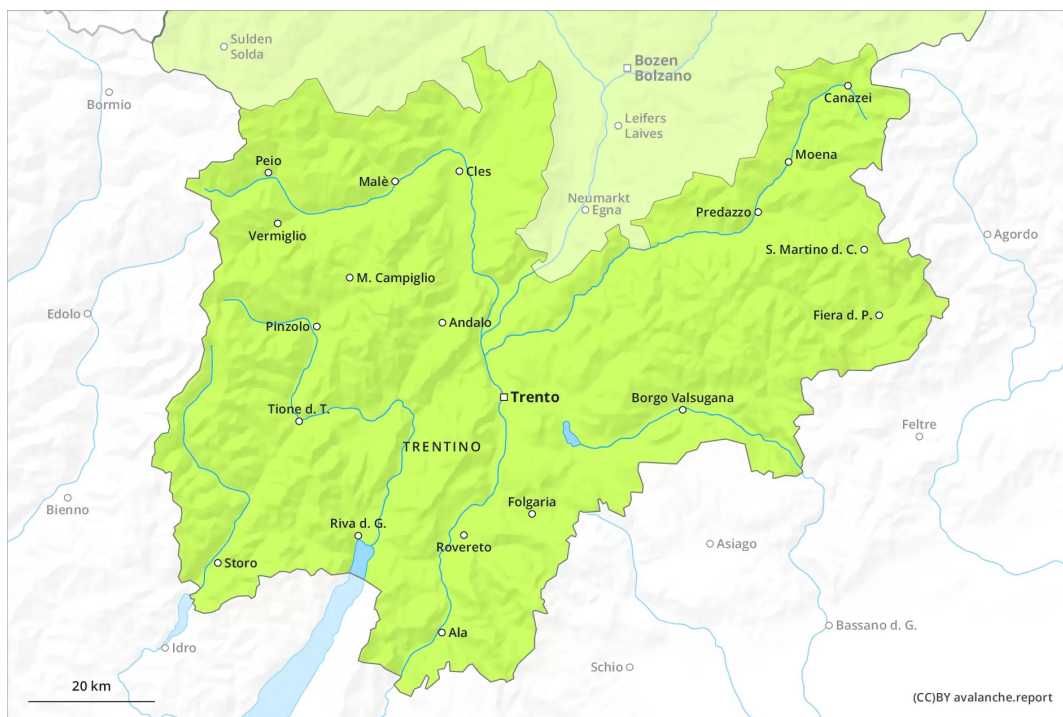 Sulden
Solda
Bozen
Bolzano
Bormio
Canazei
Leifers
Laives
Moena
Peio
Malè
Cles
Neumarkt
Egna
Predazzo
Vermiglio
S. Martino d. C.
Agordo
M. Campiglio
Edolo
Pinzolo
Andalo
Fiera d. P.
Trento
Borgo Valsugana
Tione d. T.
Feltre
TRENTINO
Bienno
Folgaria
Riva d. G.
Rovereto
Asiago
Storo
Ala
Bassano d. G.
Idro
Schio
20 km
(CC)BY avalanche.report